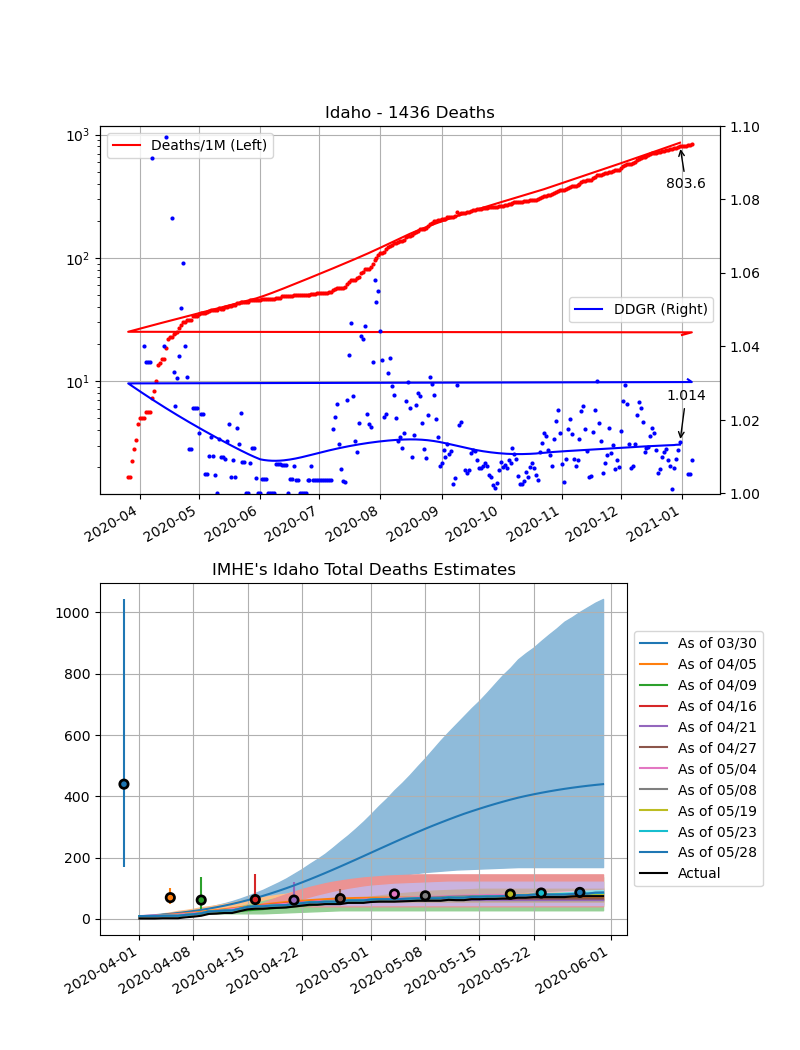 Idaho - 1436 Deaths
10³
10²
10¹
Deaths/1M (Left)
803.6
DDGR (Right)
1.014
1.10
1.08
1.06
1.04
1.02
1.00
2020-04
2020-05
2020-06
2020-07
2020-08
2020-09
2020-10
2020-11
2020-12
2021-01
IMHE's Idaho Total Deaths Estimates
1000
800
600
400
200
0
2020-04-01
2020-04-08
2020-04-15
2020-04-22
2020-05-01
2020-05-08
2020-05-15
2020-05-22
2020-06-01
As of 03/30
As of 04/05
As of 04/09
As of 04/16
As of 04/21
As of 04/27
As of 05/04
As of 05/08
As of 05/19
As of 05/23
As of 05/28
Actual